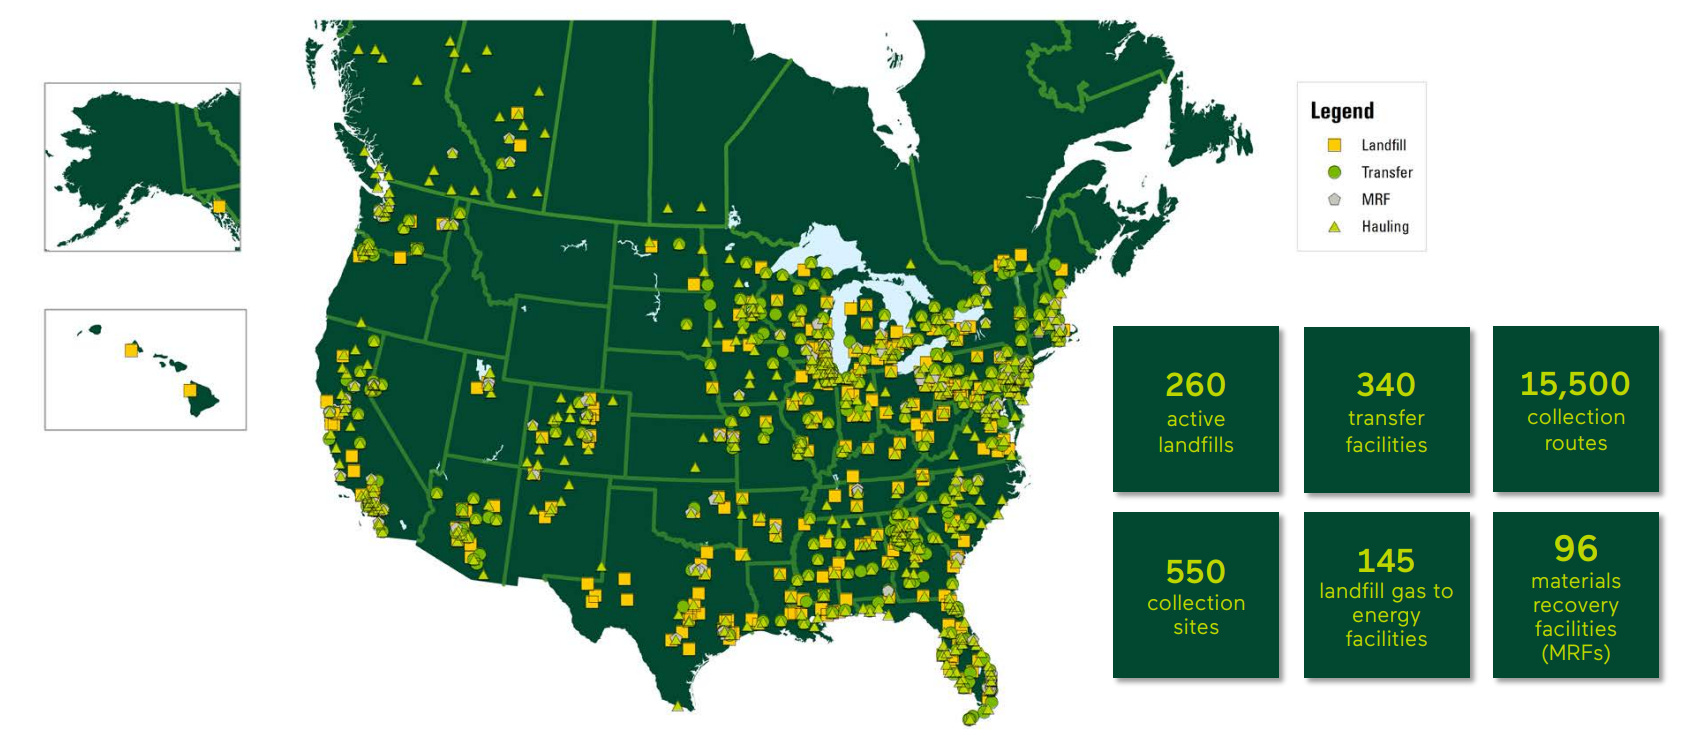 Legend
Landfill
Transfer
MRF
Hauling
260
active
landfills
340
transfer
facilities
15,500
collection
routes
550
collection
sites
145
landfill gas to
energy
facilities
96
materials
recovery
facilities
(MRFs)